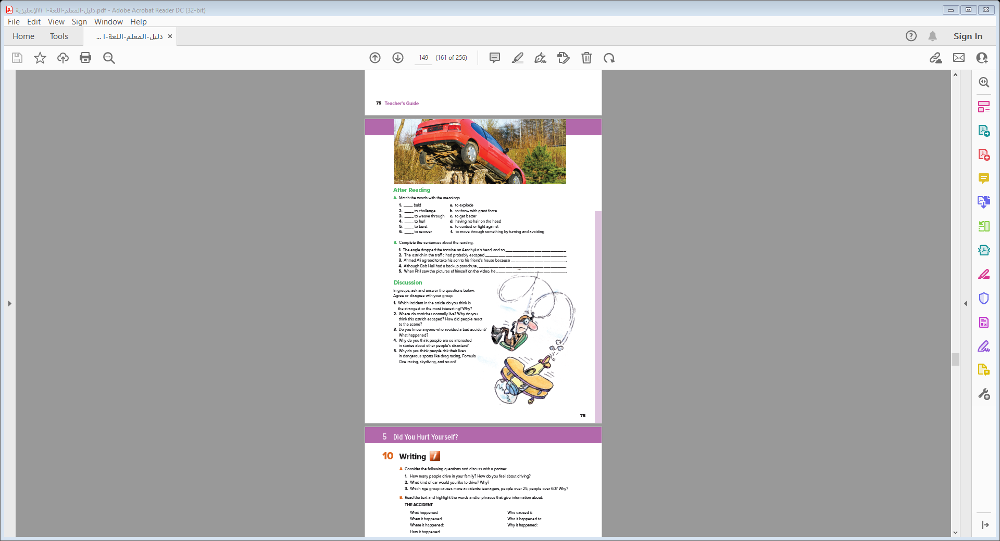 دليل-المعلم-اللغة-ا الإنجليزية.pdf - Adobe Acrobat Reader DC (32-bit)
File Edit View Sign Window Help
Home Tools دليل-المعلم-اللغة-ا ... × Sign In
149 (161 of 256)
75 Teacher's Guide
After Reading
A. Match the words with the meanings.
1. ____ bald a. to explode
2. ____ to challenge b. to throw with great force
3. ____ to weave through c. to get better
4. ____ to hurl d. having no hair on the head
5. ____ to burst e. to contest or fight against
6. ____ to recover f. to move through something by turning and avoiding
B. Complete the sentences about the reading.
1. The eagle dropped the tortoise on Aeschylus's head, and so ____.
2. The ostrich in the traffic had probably escaped ____.
3. Ahmad Ali agreed to take his son to his friend's house because ____.
4. Although Bob Hail had a backup parachute, ____.
5. When Phil saw the pictures of himself on the video, he ____.
Discussion
In groups, ask and answer the questions below.
Agree or disagree with your group.
1. Which incident in the article do you think is
the strangest or the most interesting? Why?
2. Where do ostriches normally live? Why do you
think this ostrich escaped? How did people react
to the scene?
3. Do you know anyone who avoided a bad accident?
What happened?
4. Why do you think people are so interested
in stories about other people's disasters?
5. Why do you think people risk their lives
in dangerous sports like drag racing, Formula
One racing, skydiving, and so on?
75
5 Did You Hurt Yourself?
10 Writing i
A. Consider the following questions and discuss with a partner.
1. How many people drive in your family? How do you feel about driving?
2. What kind of car would you like to drive? Why?
3. Which age group causes more accidents: teenagers, people over 25, people over 60? Why?
B. Read the text and highlight the words and/or phrases that give information about:
THE ACCIDENT
What happened: Who caused it:
When it happened: Who it happened to:
Where it happened: Why it happened:
How it happened: